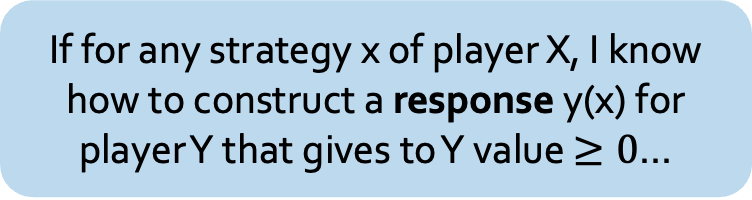 If for any strategy x of player X, I know
how to construct a response y(x) for
player Y that gives to Y value ≥ 0...